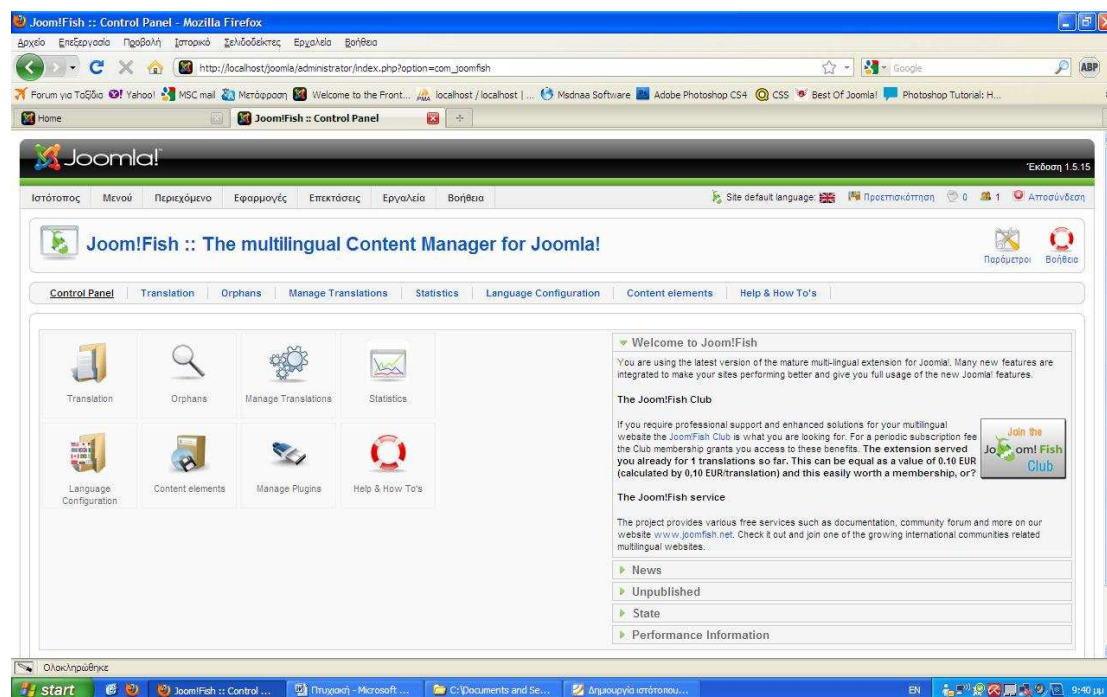 Joom!Fish :: Control Panel - Mozilla Firefox
Αρχείο Επεξεργασία Προβολή Ιστορικό Σελιδοδείκτες Εργαλεία Βοήθεια
http://localhost/joomla/administrator/index.php?option=com_joomfish
Google
ABP
Forum για Ταξίδια Yahoo! MSC mail Μετάφραση Welcome to the Front... localhost / localhost | ... Msdnaa Software Adobe Photoshop CS4 CSS Best Of Joomla! Photoshop Tutorial: H...
Home Joom!Fish :: Control Panel
Joomla!
Έκδοση 1.5.15
Ιστότοπος Μενού Περιεχόμενο Εφαρμογές Επεκτάσεις Εργαλεία Βοήθεια Site default language: Προεπισκόπηση 0 1 Αποσύνδεση
Joom!Fish :: The multilingual Content Manager for Joomla!
Παράμετροι Βοήθεια
Control Panel Translation Orphans Manage Translations Statistics Language Configuration Content elements Help & How To's
Translation Orphans Manage Translations Statistics
Language Configuration Content elements Manage Plugins Help & How To's
Welcome to Joom!Fish
You are using the latest version of the mature multi-lingual extension for Joomla!. Many new features are
integrated to make your sites performing better and give you full usage of the new Joomla! features.
The Joom!Fish Club
If you require professional support and enhanced solutions for your multilingual
website the Joom!Fish Club is what you are looking for. For a periodic subscription fee
the Club membership grants you access to these benefits. The extension served
you already for 1 translations so far. This can be equal as a value of 0.10 EUR
(calculated by 0,10 EUR/translation) and this easily worth a membership, or?
Join the
Joom! Fish
Club
The Joom!Fish service
The project provides various free services such as documentation, community forum and more on our
website www.joomfish.net. Check it out and join one of the growing international communities related
multilingual websites.
News
Unpublished
State
Performance Information
Ολοκληρώθηκε
start Joom!Fish :: Control ... Πτυχιακή - Microsoft ... C:\Documents and Se... Δημιουργία ιστότοπου... EN 9:40 μμ